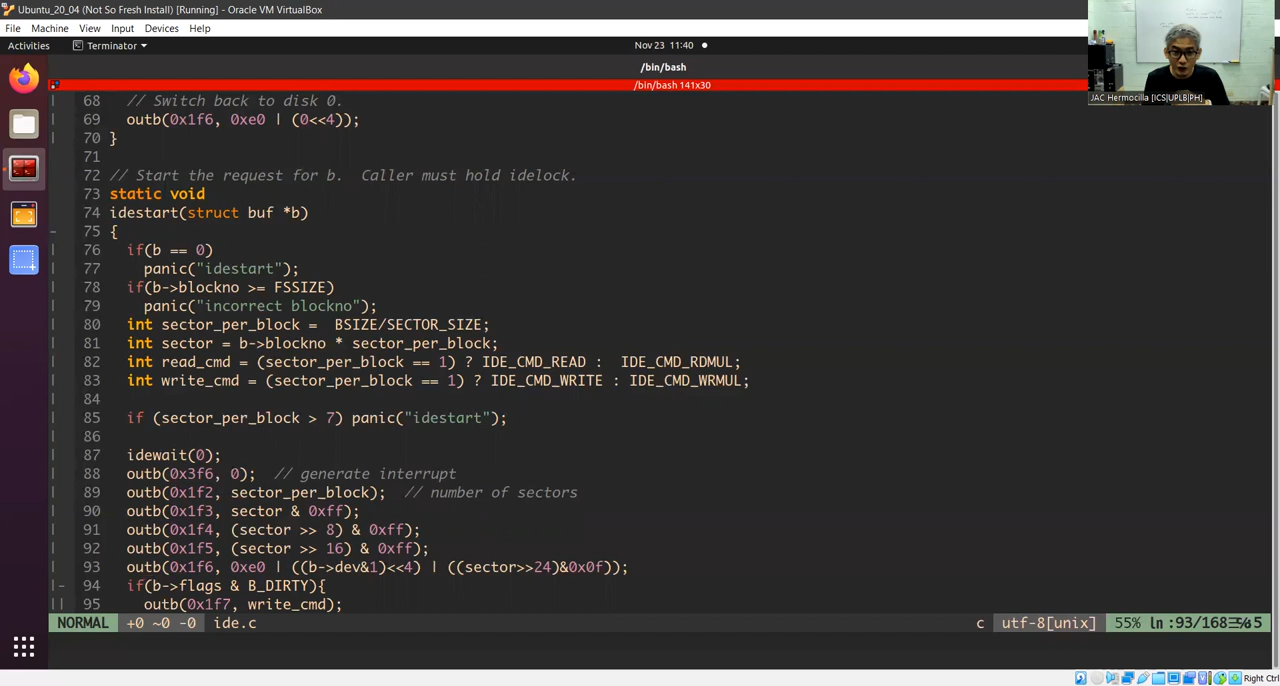 Ubuntu_20_04 (Not So Fresh Install) [Running] - Oracle VM VirtualBox
File Machine View Input Devices Help
Activities Terminator Nov 23 11:40
/bin/bash
/bin/bash 141x30
JAC Hermocilla [ICS|UPLB|PH]
68 // Switch back to disk 0.
69 outb(0x1f6, 0xe0 | (0<<4));
70 }
71
72 // Start the request for b.  Caller must hold idelock.
73 static void
74 idestart(struct buf *b)
75 {
76 if(b == 0)
77 panic("idestart");
78 if(b->blockno >= FSSIZE)
79 panic("incorrect blockno");
80 int sector_per_block =  BSIZE/SECTOR_SIZE;
81 int sector = b->blockno * sector_per_block;
82 int read_cmd = (sector_per_block == 1) ? IDE_CMD_READ :  IDE_CMD_RDMUL;
83 int write_cmd = (sector_per_block == 1) ? IDE_CMD_WRITE : IDE_CMD_WRMUL;
84
85 if (sector_per_block > 7) panic("idestart");
86
87 idewait(0);
88 outb(0x3f6, 0);  // generate interrupt
89 outb(0x1f2, sector_per_block);  // number of sectors
90 outb(0x1f3, sector & 0xff);
91 outb(0x1f4, (sector >> 8) & 0xff);
92 outb(0x1f5, (sector >> 16) & 0xff);
93 outb(0x1f6, 0xe0 | ((b->dev&1)<<4) | ((sector>>24)&0x0f));
94 if(b->flags & B_DIRTY){
95 outb(0x1f7, write_cmd);
NORMAL +0 ~0 -0 ide.c c utf-8[unix] 55% ln :93/168
Right Ctrl